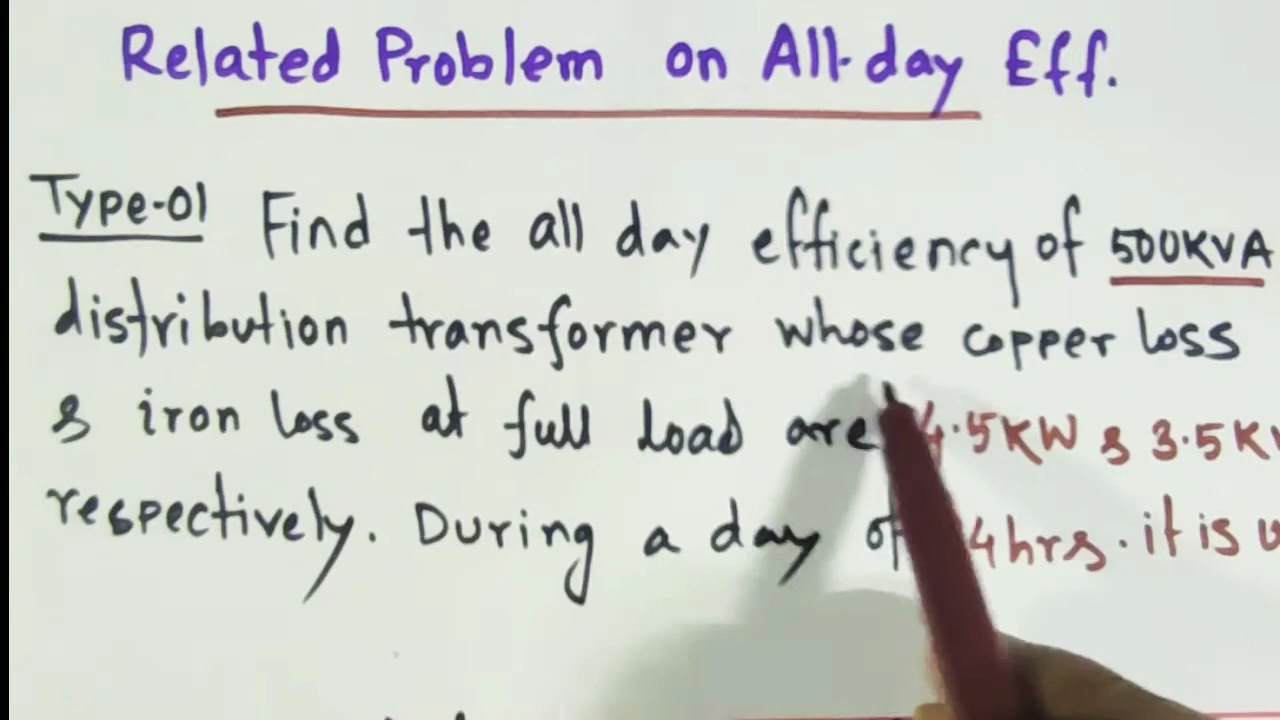 Related Problem on All-day Eff.
Type-01 Find the all day efficiency of 500KVA
distribution transformer whose copper loss
& iron loss at full load are 4.5KW & 3.5K
respectively. During a day of 4hrs. it is